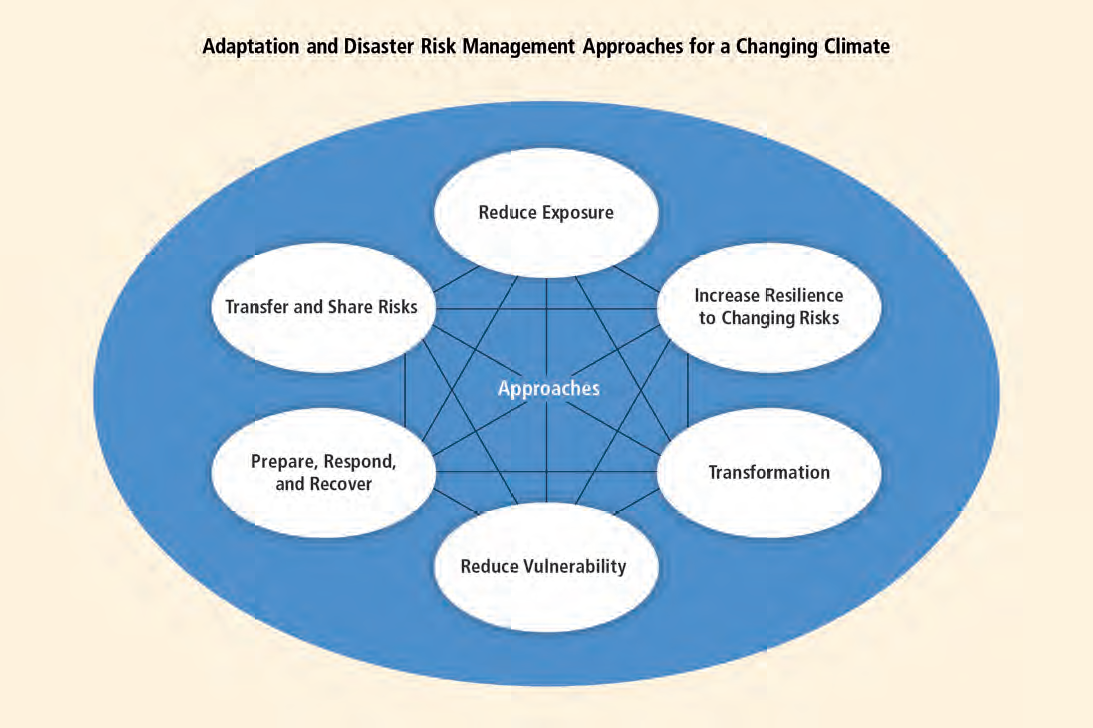 Adaptation and Disaster Risk Management Approaches for a Changing Climate
Reduce Exposure
Transfer and Share Risks
Increase Resilience
to Changing Risks
Approaches
Prepare, Respond,
and Recover
Transformation
Reduce Vulnerability